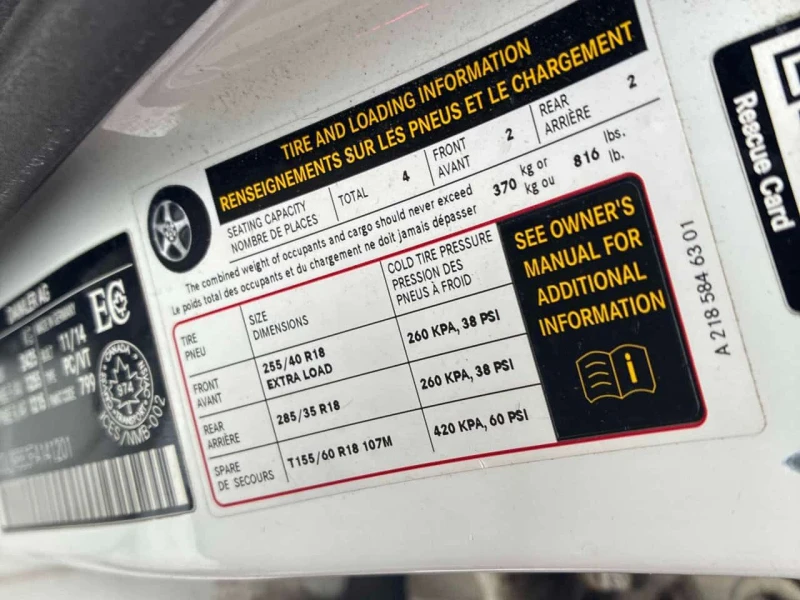 TIRE AND LOADING INFORMATION
RENSEIGNEMENTS SUR LES PNEUS ET LE CHARGEMENT
SEATING CAPACITY TOTAL 4 FRONT 2 REAR 2
NOMBRE DE PLACES AVANT ARRIÈRE
The combined weight of occupants and cargo should never exceed 370 kg or 816 lbs.
Le poids total des occupants et du chargement ne doit jamais dépasser kg ou lb.
TIRE SIZE COLD TIRE PRESSURE
PNEU DIMENSIONS PRESSION DES
PNEUS À FROID
FRONT 255/40 R18 260 KPA, 38 PSI
AVANT EXTRA LOAD
REAR 285/35 R18 260 KPA, 38 PSI
ARRIÈRE
SPARE T155/60 R18 107M 420 KPA, 60 PSI
DE SECOURS
SEE OWNER'S
MANUAL FOR
ADDITIONAL
INFORMATION
i
A 218 584 63 01
Rescue Card
AG
11/14
PC/VT
799
EC
CANADA
974
NMB-002